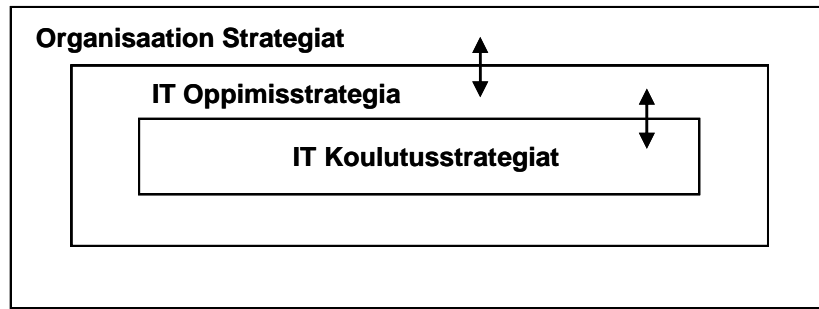 Organisaation Strategiat
IT Oppimisstrategia
IT Koulutusstrategiat